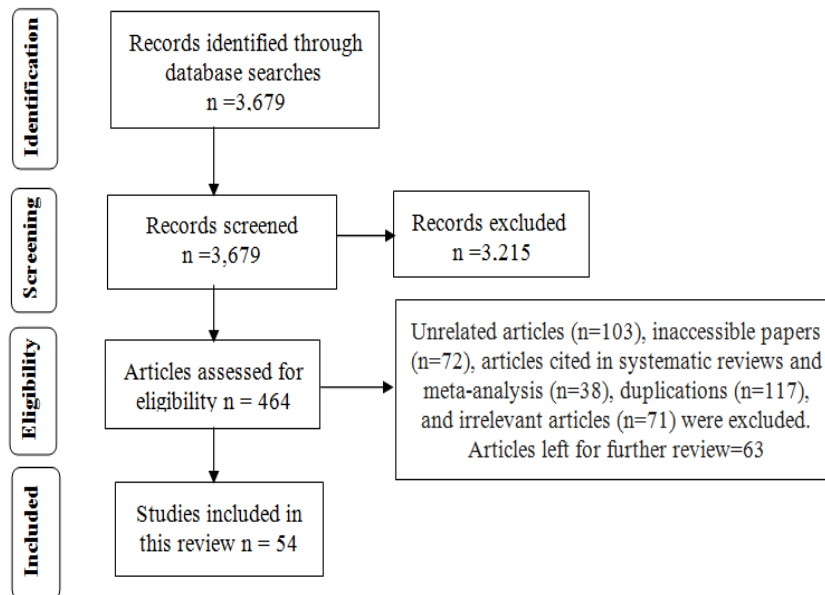 Identification
Records identified through
database searches
n =3,679
Screening
Records screened
n =3,679
Records excluded
n =3.215
Eligibility
Articles assessed for
eligibility n = 464
Unrelated articles (n=103), inaccessible papers
(n=72), articles cited in systematic reviews and
meta-analysis (n=38), duplications (n=117),
and irrelevant articles (n=71) were excluded.
Articles left for further review=63
Included
Studies included in
this review n = 54